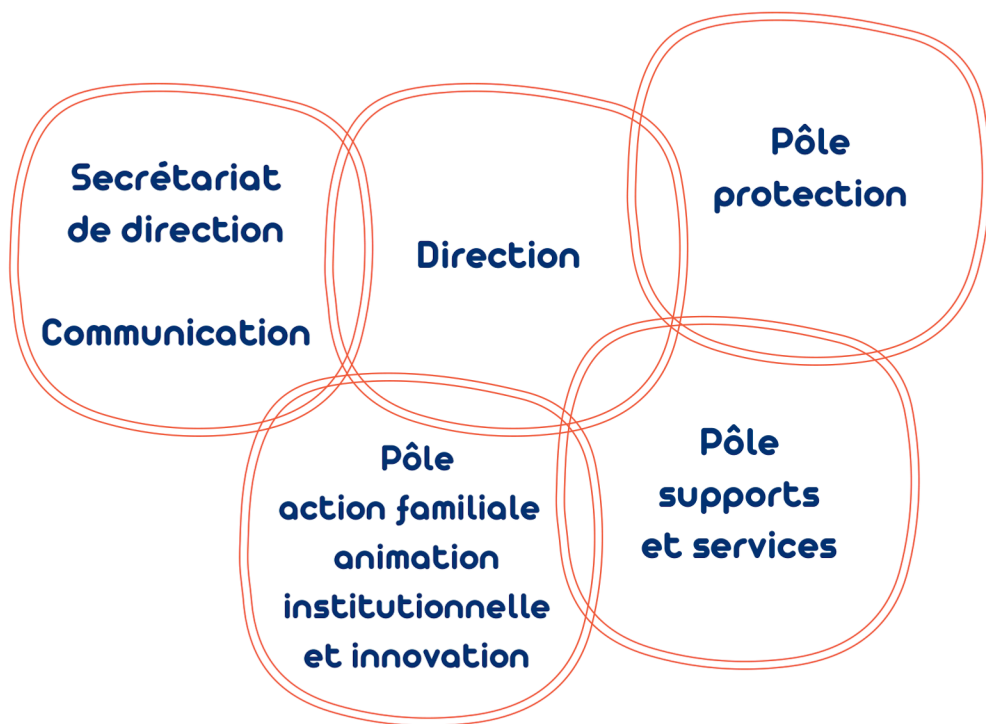 Secrétariat
de direction
Communication
Direction
Pôle
protection
Pôle
action familiale
animation
institutionnelle
et innovation
Pôle
supports
et services